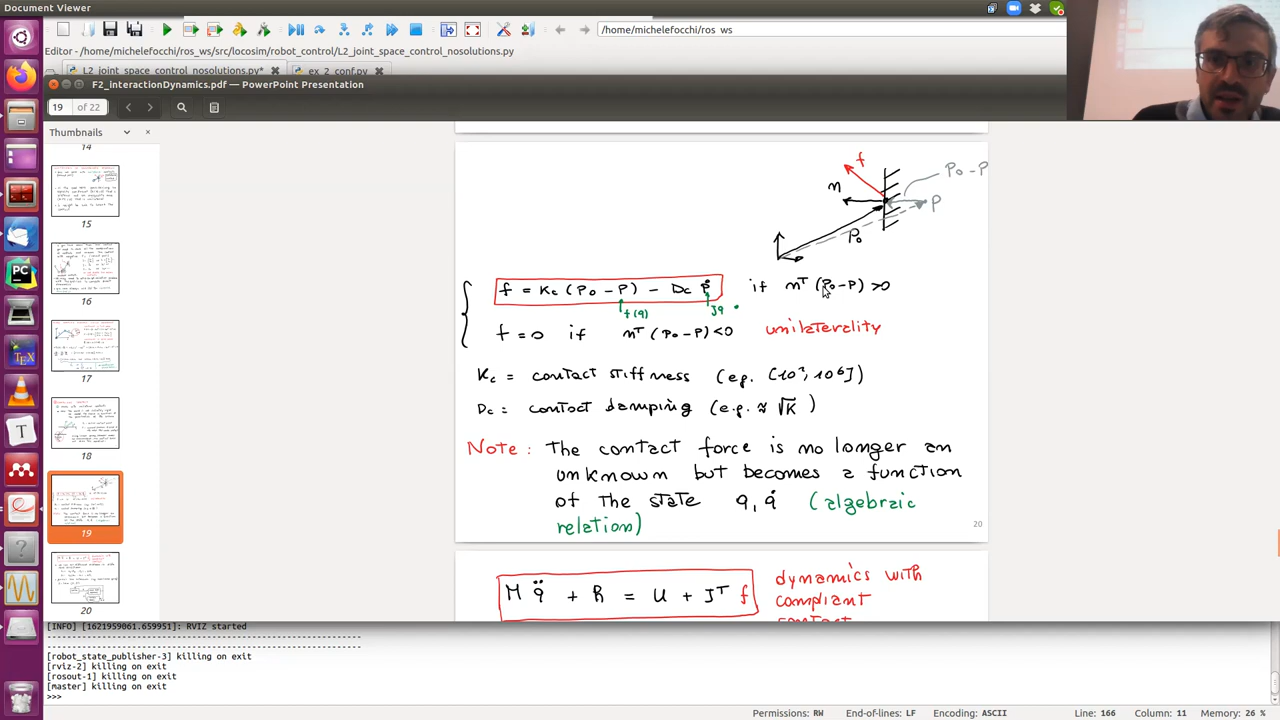 Document Viewer
/home/michelefocchi/ros_ws
Editor - /home/michelefocchi/ros_ws/src/locosim/robot_control/L2_joint_space_control_nosolutions.py
L2_joint_space_control_nosolutions.py*
ex_2_conf.py
F2_interactionDynamics.pdf — PowerPoint Presentation
19 of 22
Thumbnails
14
15
16
17
18
19
20
f
n
P₀ - P
P
P₀
f = Kc (P₀ - P) - Dc Ṗ if nᵀ (P₀-P) >0
f(q) Jq̇
f = 0 if nᵀ (P₀-P) <0 unilaterality
Kc = contact stiffness (e.g.
Dc = contact damping (e.g. ≈ √K )
Note: The contact force is no longer an
unknown but becomes a function
of the state q, q̇ (algebraic
relation)
20
M q̈ + h = u + Jᵀ f
dynamics with
compliant
[INFO] [1621959061.659951]: RVIZ started
[robot_state_publisher-3] killing on exit
[rviz-2] killing on exit
[rosout-1] killing on exit
[master] killing on exit
>>>
Permissions: RW End-of-lines: LF Encoding: ASCII Line: 166 Column: 11 Memory: 26 %